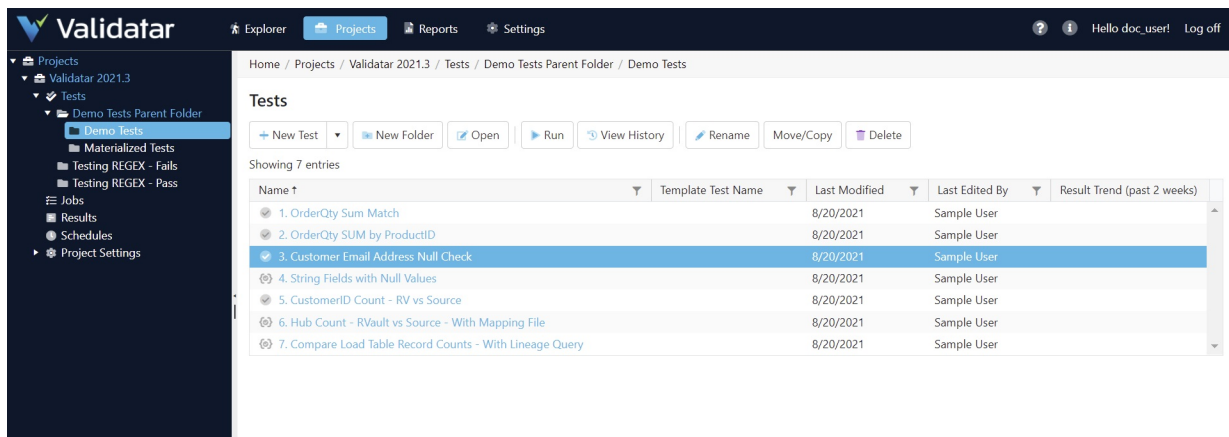 Validatar
Explorer Projects Reports Settings
? i Hello doc_user! Log off
Projects
Validatar 2021.3
Tests
Demo Tests Parent Folder
Demo Tests
Materialized Tests
Testing REGEX - Fails
Testing REGEX - Pass
Jobs
Results
Schedules
Project Settings
Home / Projects / Validatar 2021.3 / Tests / Demo Tests Parent Folder / Demo Tests
Tests
New Test New Folder Open Run View History Rename Move/Copy Delete
Showing 7 entries
Name ↑ Template Test Name Last Modified Last Edited By Result Trend (past 2 weeks)
1. OrderQty Sum Match 8/20/2021 Sample User
2. OrderQty SUM by ProductID 8/20/2021 Sample User
3. Customer Email Address Null Check 8/20/2021 Sample User
4. String Fields with Null Values 8/20/2021 Sample User
5. CustomerID Count - RV vs Source 8/20/2021 Sample User
6. Hub Count - RVault vs Source - With Mapping File 8/20/2021 Sample User
7. Compare Load Table Record Counts - With Lineage Query 8/20/2021 Sample User